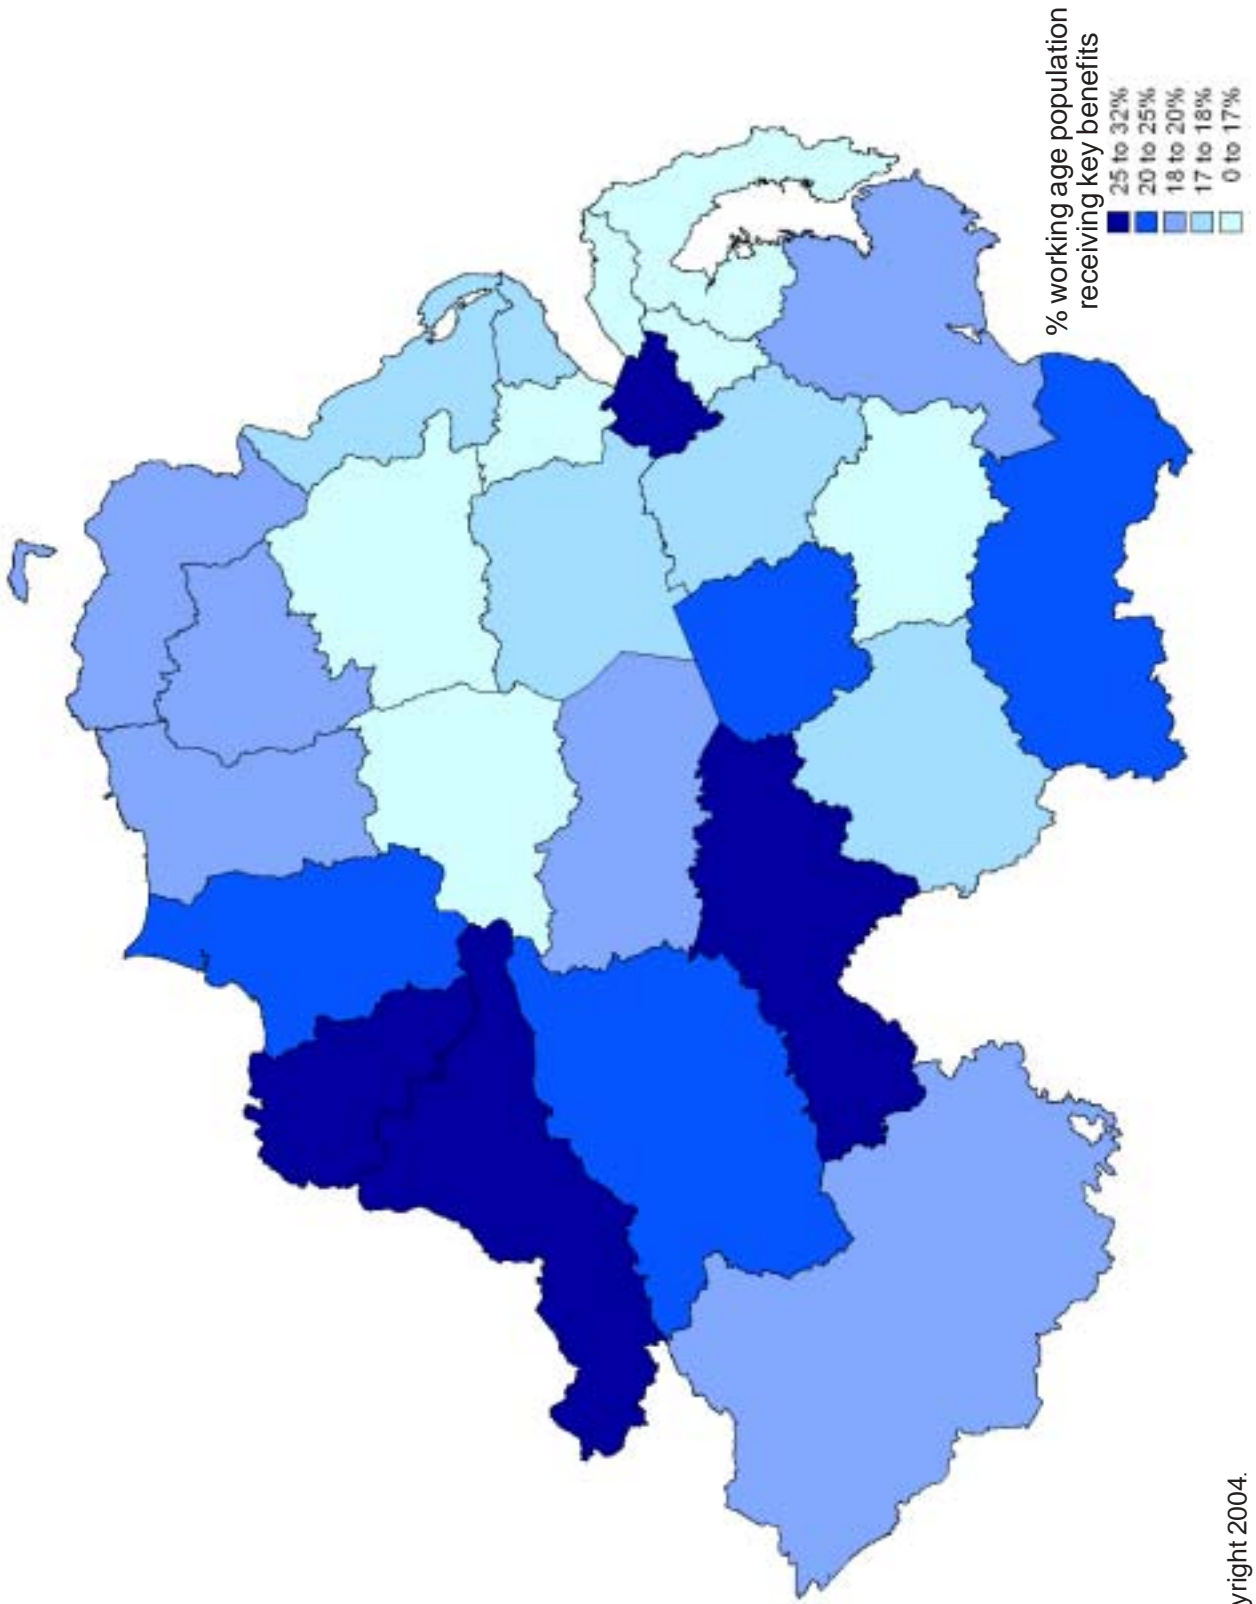 % working age population
receiving key benefits
25 to 32%
20 to 25%
18 to 20%
17 to 18%
0 to 17%
yright 2004.